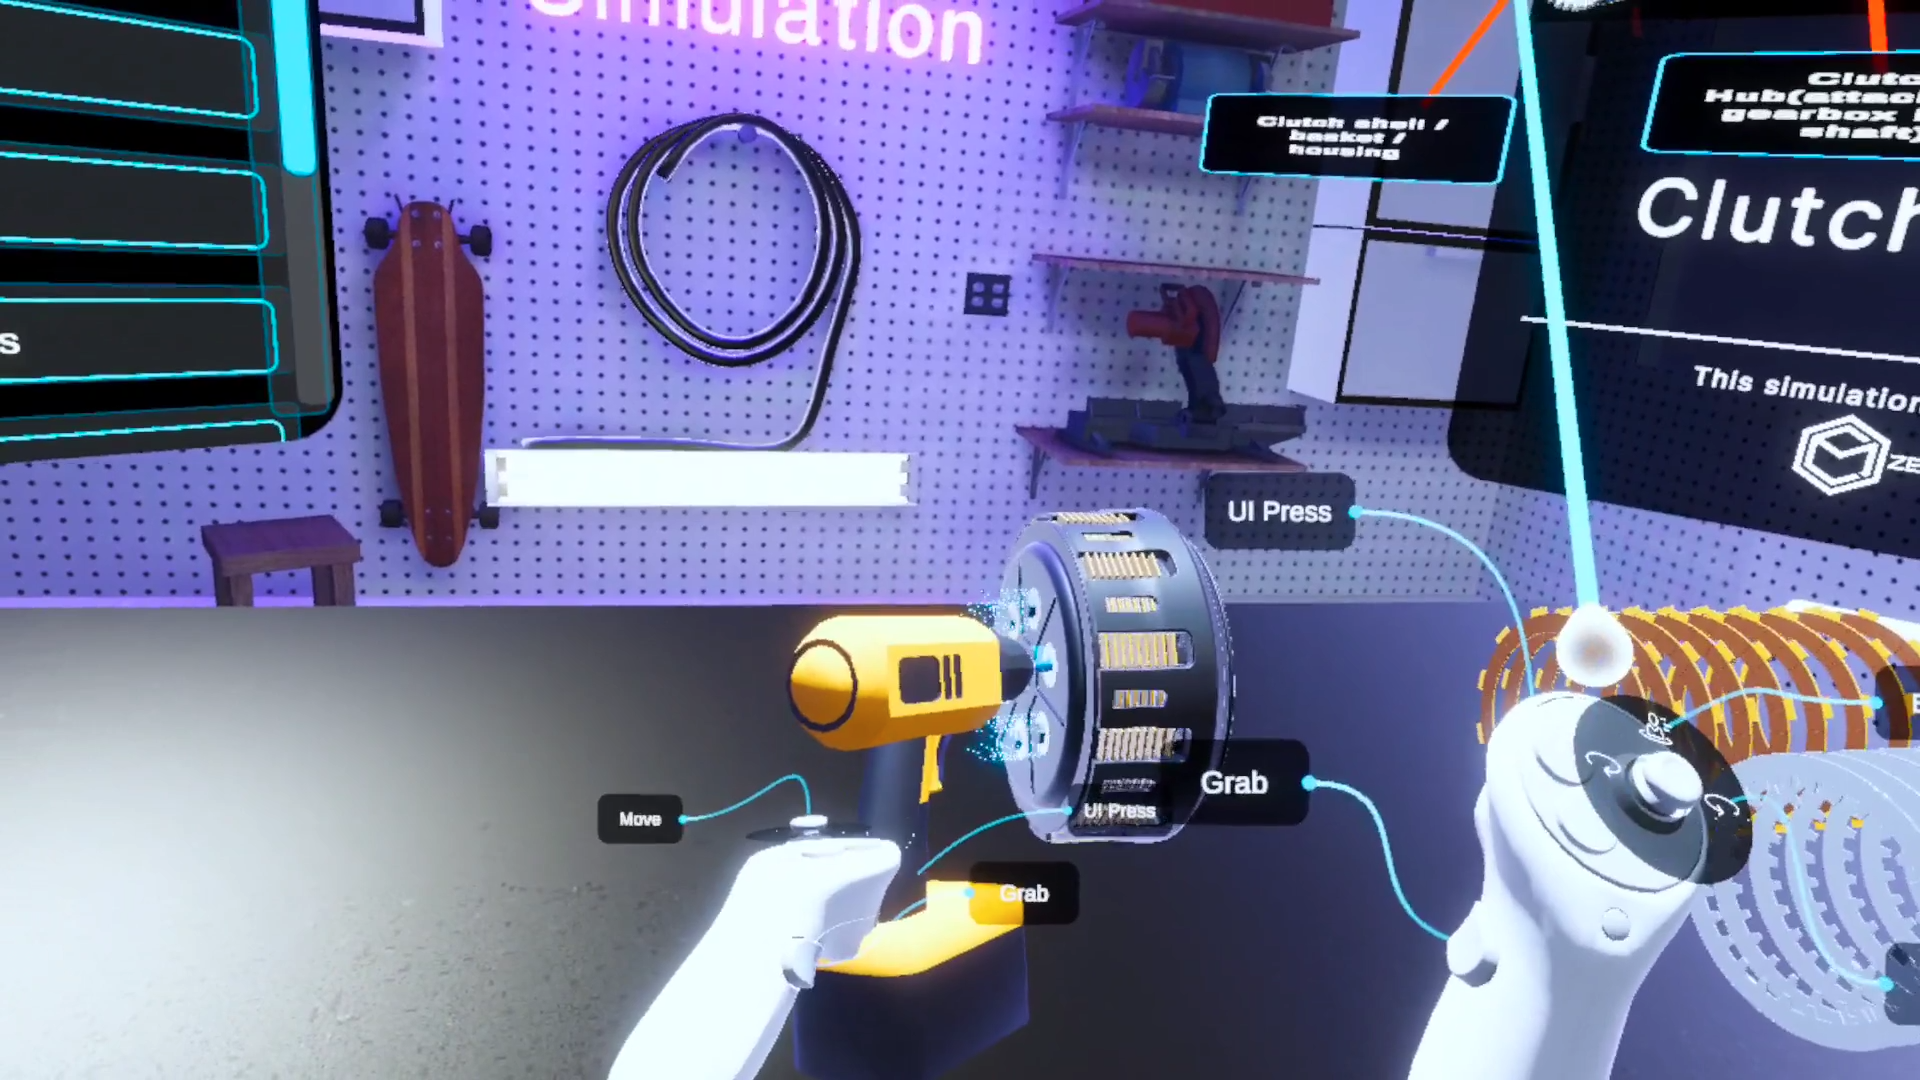 Simulation
Clutch shell /
basket /
housing
Hub(attac
gearbox
shaft)
Clutch
This simulation
ZE
s
UI Press
Grab
Move
UI Press
Grab